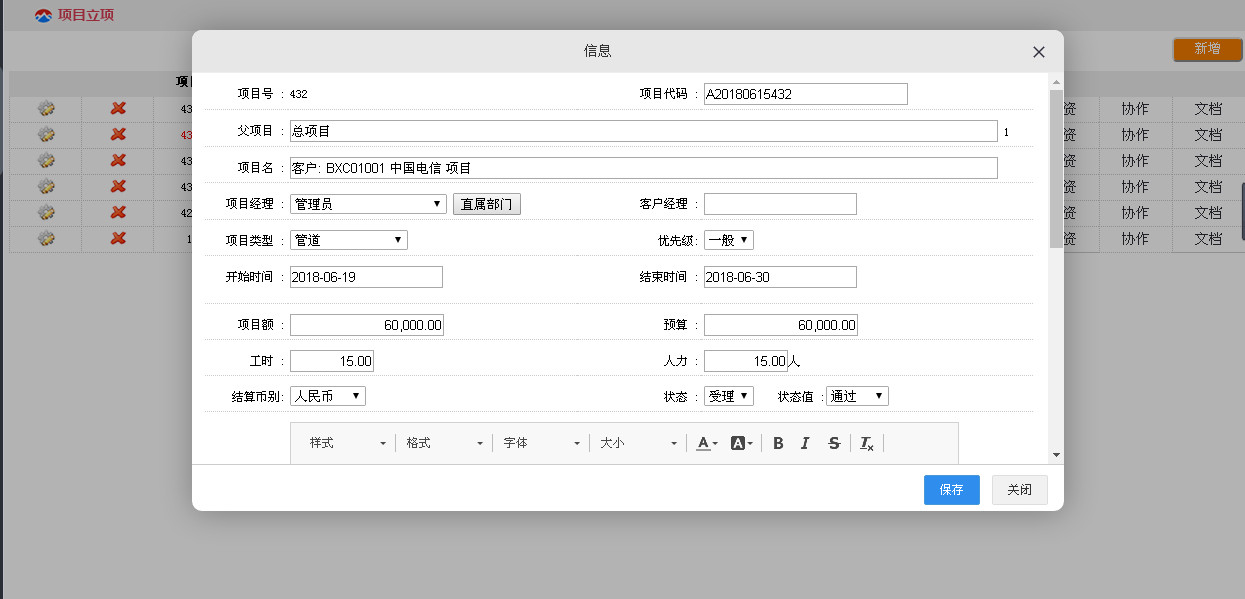 项目立项
新增
信息
项
项目号 : 432
项目代码 : A20180615432
父项目 : 总项目 1
项目名 : 客户: BXC01001 中国电信 项目
项目经理 : 管理员 直属部门
客户经理 :
项目类型 : 管道
优先级: 一般
开始时间 : 2018-06-19
结束时间 : 2018-06-30
项目额 : 60,000.00
预算 : 60,000.00
工时 : 15.00
人力 : 15.00人
结算币别: 人民币
状态 : 受理 状态值 : 通过
样式 格式 字体 大小 A A B I S Tx
保存 关闭
43 资 协作 文档
43 资 协作 文档
43 资 协作 文档
43 资 协作 文档
42 资 协作 文档
1 资 协作 文档